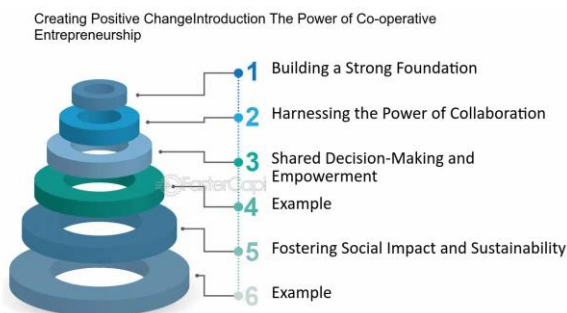 Creating Positive ChangeIntroduction The Power of Co-operative
Entrepreneurship
1 Building a Strong Foundation
2 Harnessing the Power of Collaboration
3 Shared Decision-Making and
Empowerment
4 Example
5 Fostering Social Impact and Sustainability
6 Example